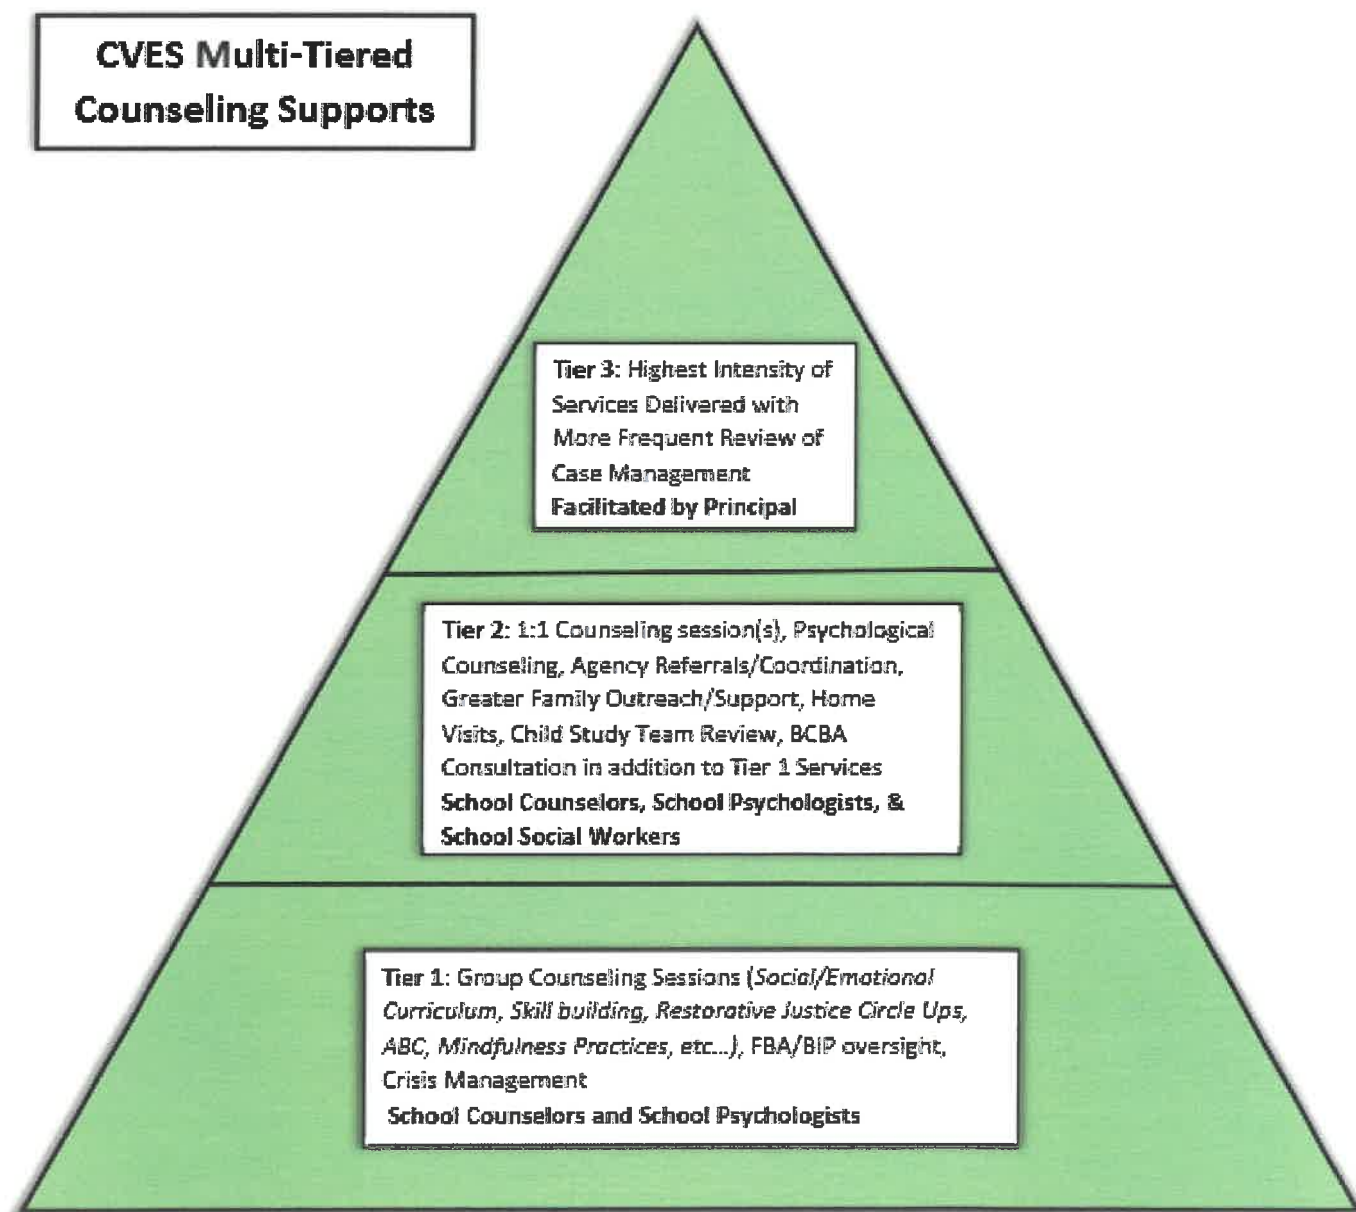 CVES Multi-Tiered
Counseling Supports
Tier 3: Highest Intensity of
Services Delivered with
More Frequent Review of
Case Management
Facilitated by Principal
Tier 2: 1:1 Counseling session(s), Psychological
Counseling, Agency Referrals/Coordination,
Greater Family Outreach/Support, Home
Visits, Child Study Team Review, BCBA
Consultation in addition to Tier 1 Services
School Counselors, School Psychologists, &
School Social Workers
Tier 1: Group Counseling Sessions (Social/Emotional
Curriculum, Skill building, Restorative Justice Circle Ups,
ABC, Mindfulness Practices, etc...), FBA/BIP oversight,
Crisis Management
School Counselors and School Psychologists